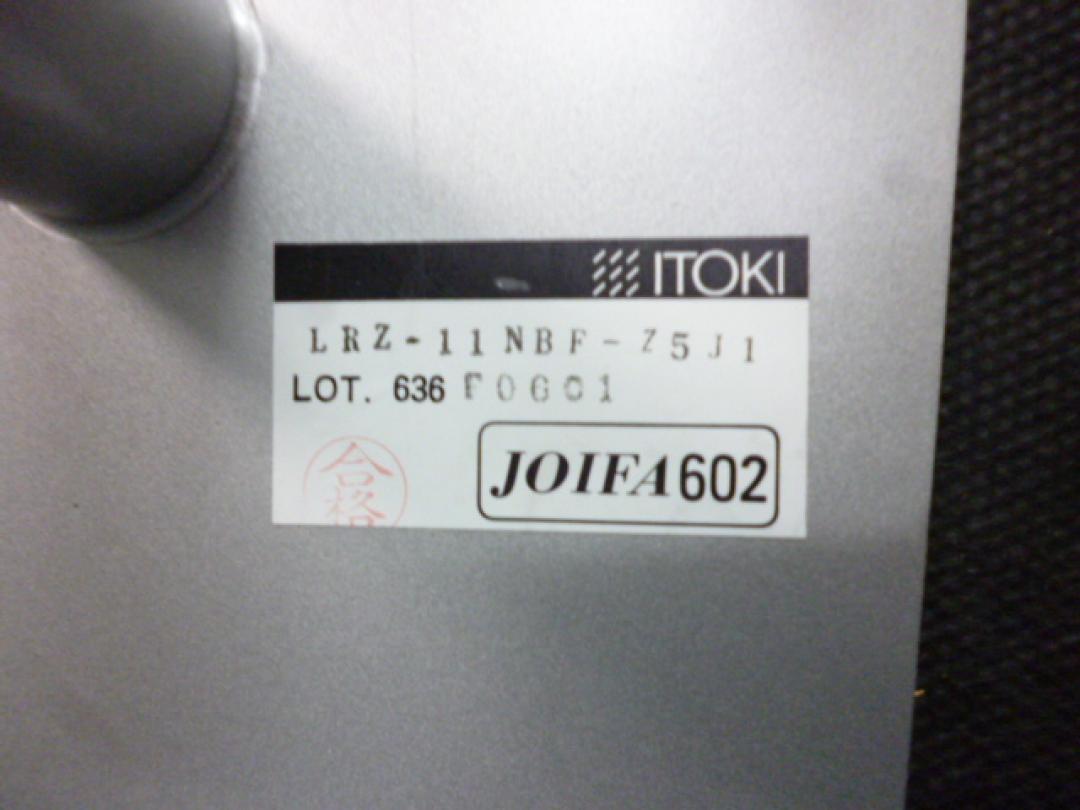 ITOKI
LRZ-11NBF-Z5J1
LOT. 636 F0601
合格
JOIFA602